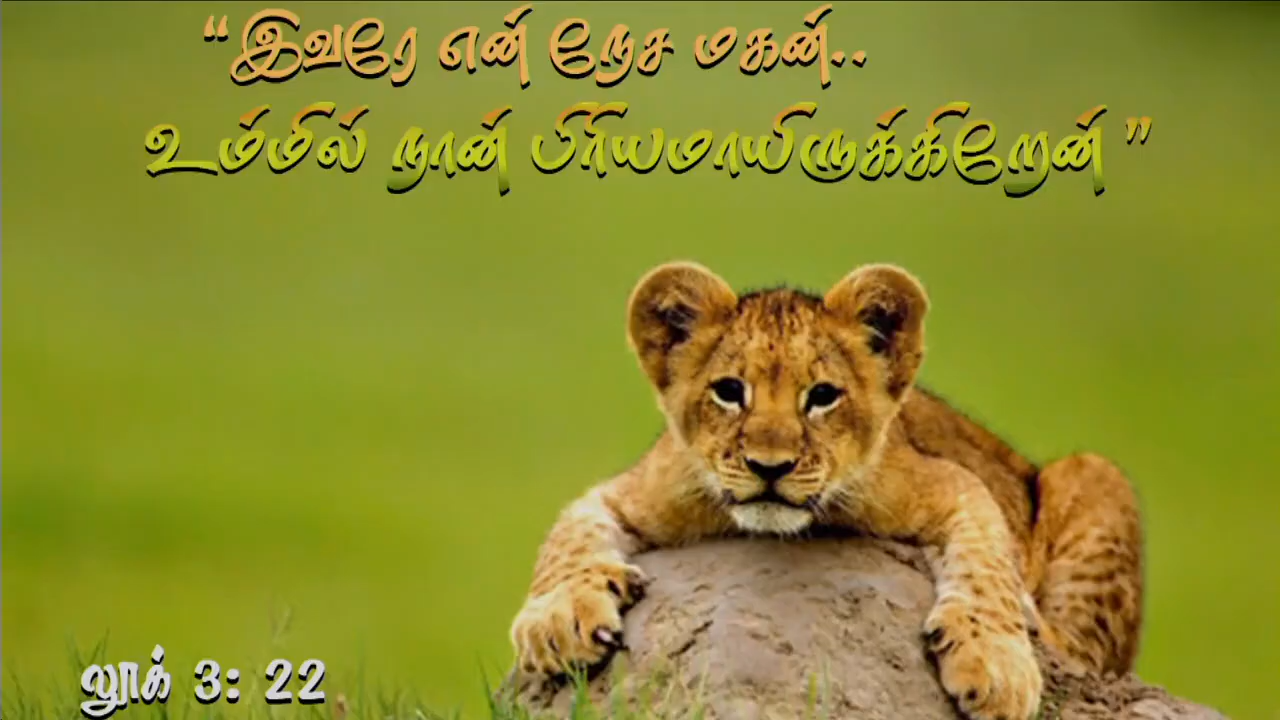 “இவரே என் நேச மகன்..
உம்மில் நான் பிரியமாயிருக்கிறேன் ”
லூக் 3: 22